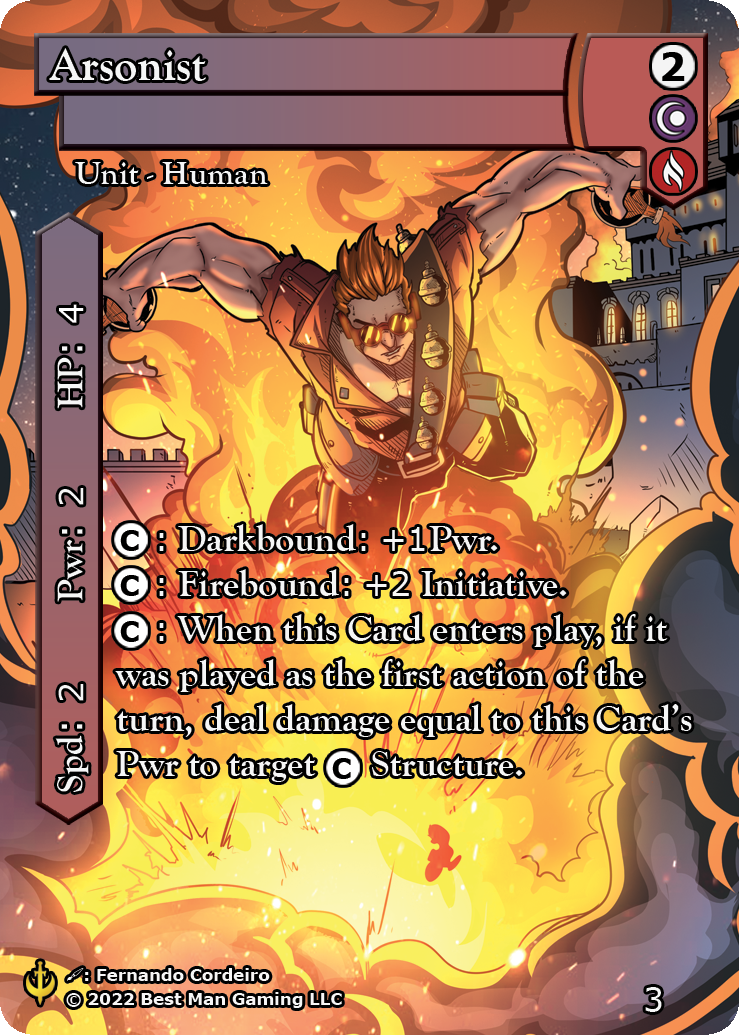 Arsonist
2
Unit - Human
HP: 4
Pwr: 2
Spd: 2
C : Darkbound: +1Pwr.
C : Firebound: +2 Initiative.
C : When this Card enters play, if it
was played as the first action of the
turn, deal damage equal to this Card's
Pwr to target C Structure.
: Fernando Cordeiro
© 2022 Best Man Gaming LLC
3